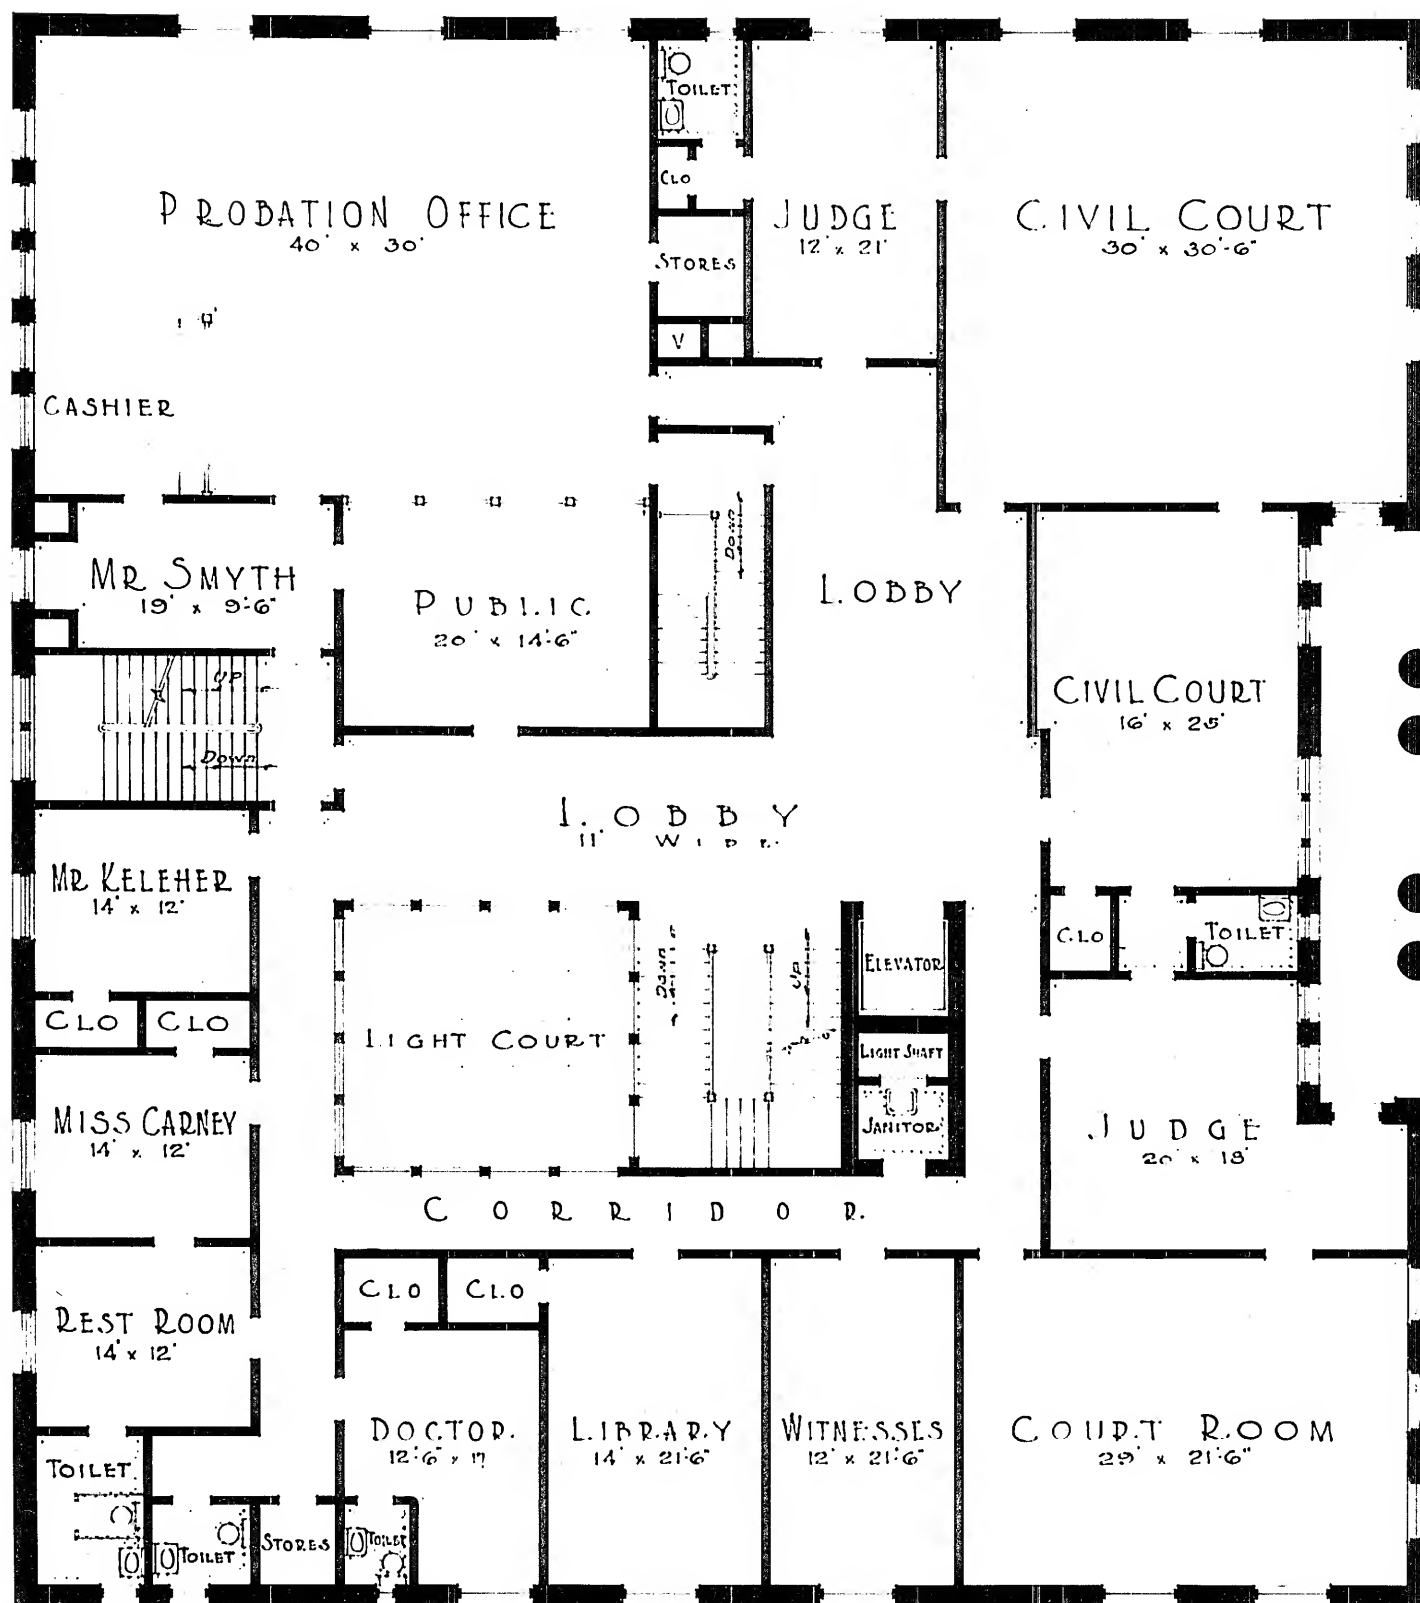 TOILET
CLO
PROBATION OFFICE
40' x 30'
JUDGE
12' x 21'
CIVIL COURT
30' x 30'-6"
STORES
V
CASHIER
MR SMYTH
19' x 9'-6"
PUBLIC
20' x 14'-6"
DOWN
LOBBY
UP
DOWN
CIVIL COURT
16' x 25'
LOBBY
11' WIDE
MR KELEHER
14' x 12'
CLO
TOILET
ELEVATOR
DOWN
UP
CLO
CLO
LIGHT COURT
LIGHT SHAFT
MISS CARNEY
14' x 12'
JANITOR
JUDGE
20' x 18'
CORRIDOR
CLO
CLO
REST ROOM
14' x 12'
DOCTOR
12'-6" x 17
LIBRARY
14' x 21'-6"
WITNESSES
12' x 21'-6"
COURT ROOM
29' x 21'-6"
TOILET
TOILET
STORES
TOILET